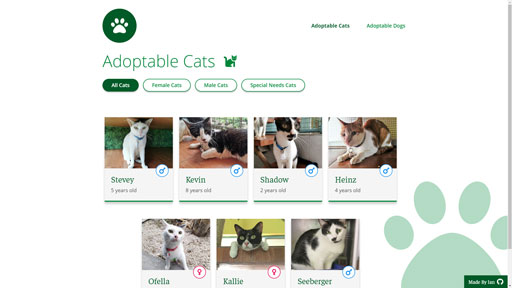 Adoptable Cats
Adoptable Dogs
Adoptable Cats
All Cats
Female Cats
Male Cats
Special Needs Cats
Stevey
5 years old
Kevin
8 years old
Shadow
2 years old
Heinz
4 years old
Ofella
Kallie
Seeberger
Made By Ian